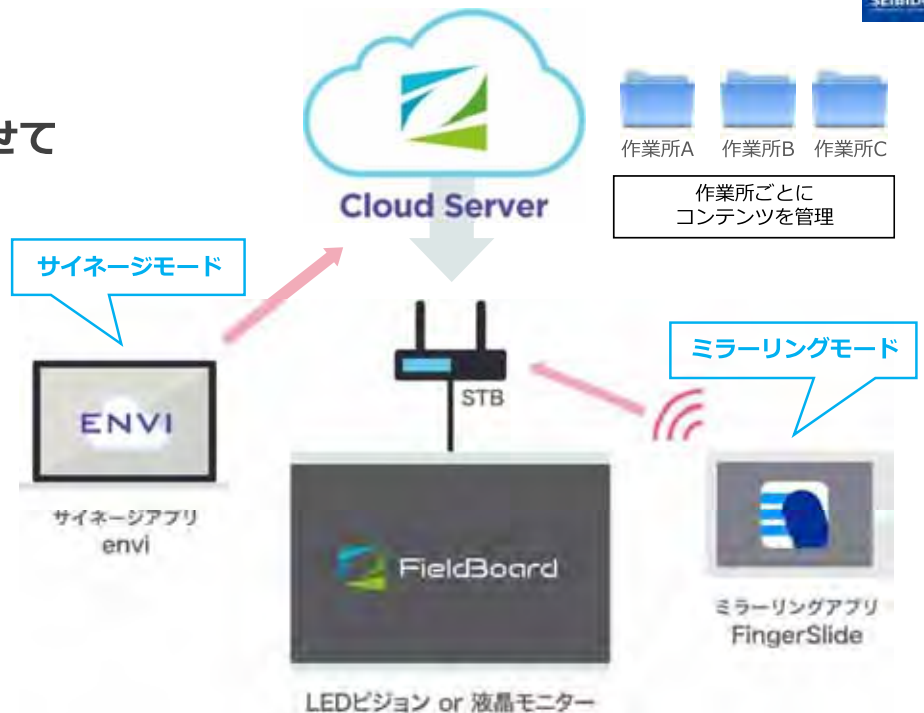 せて
Cloud Server
作業所A 作業所B 作業所C
作業所ごとに
コンテンツを管理
サイネージモード
ミラーリングモード
STB
ENVI
サイネージアプリ
envi
FieldBoard
ミラーリングアプリ
FingerSlide
LEDビジョン or 液晶モニター